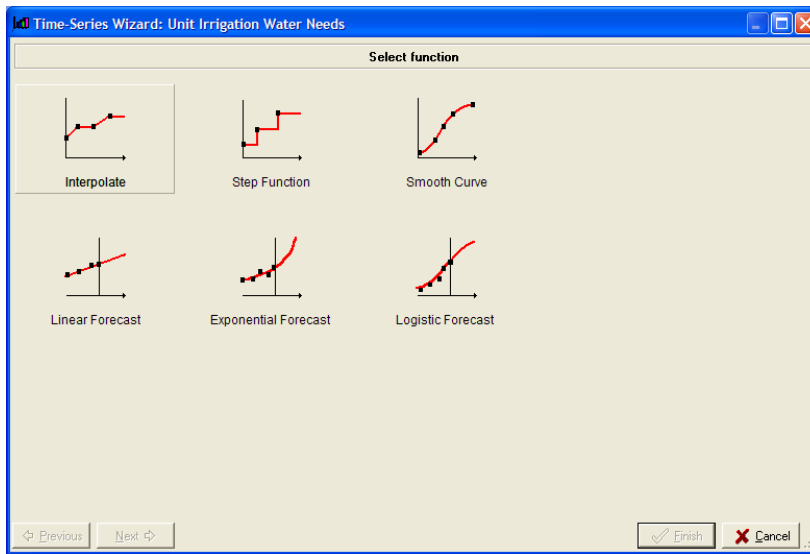 Time-Series Wizard: Unit Irrigation Water Needs
Select function
Interpolate
Step Function
Smooth Curve
Linear Forecast
Exponential Forecast
Logistic Forecast
Previous
Next
Finish
Cancel